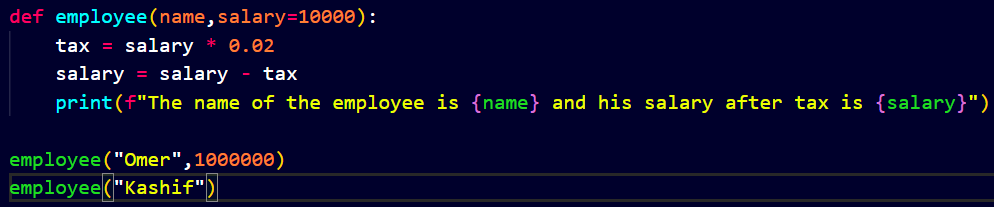 def employee(name,salary=10000):
    tax = salary * 0.02
    salary = salary - tax
    print(f"The name of the employee is {name} and his salary after tax is {salary}")
employee("Omer",1000000)
employee("Kashif")